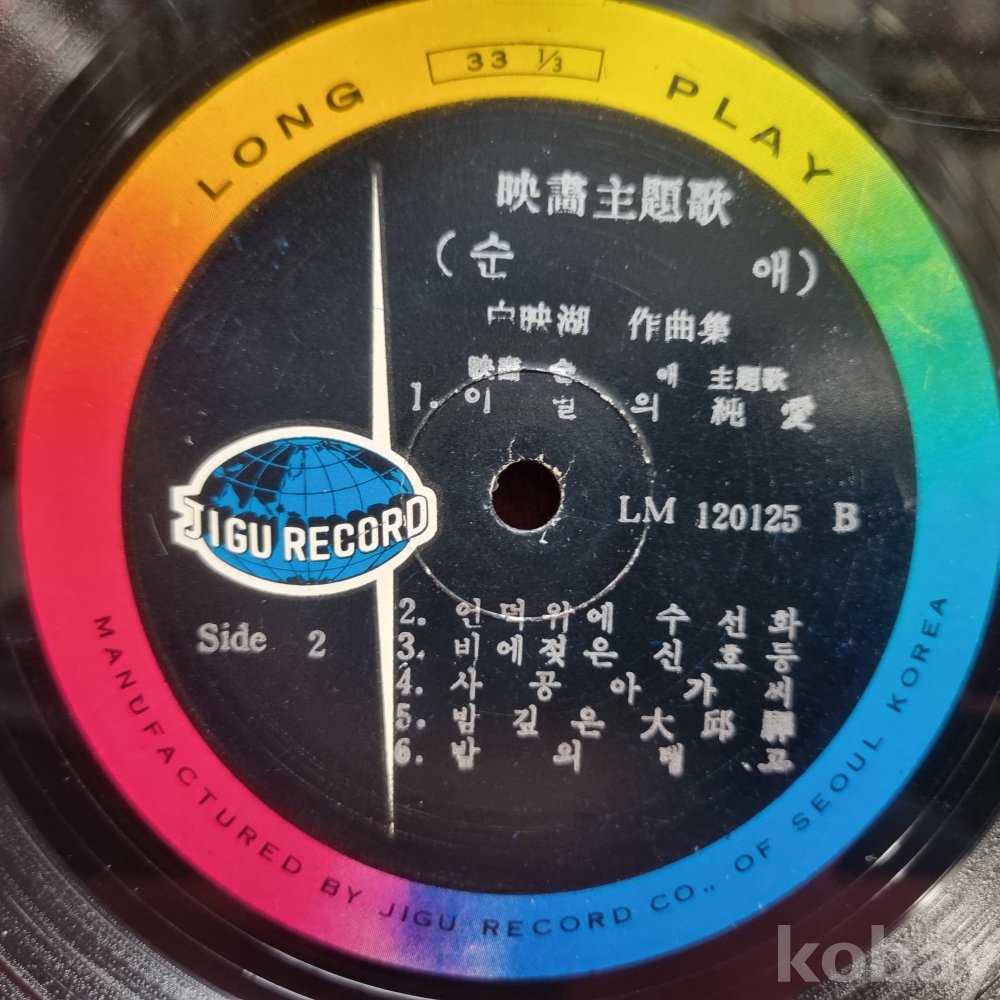 LONG PLAY
33 1/3
映畵主題歌
(순 애)
白映湖 作曲集
映畵 순 애 主題歌
1. 이 별 의 純 愛
JIGU RECORD
LM 120125 B
Side 2
2. 언덕위에 수선화
3. 비에젖은 신호등
4. 사 공 아 가 씨
5. 밤 깊 은 大 邱 驛
6. 밤 의
MANUFACTURED BY JIGU RECORD CO., OF SEOUL KOREA
kobay